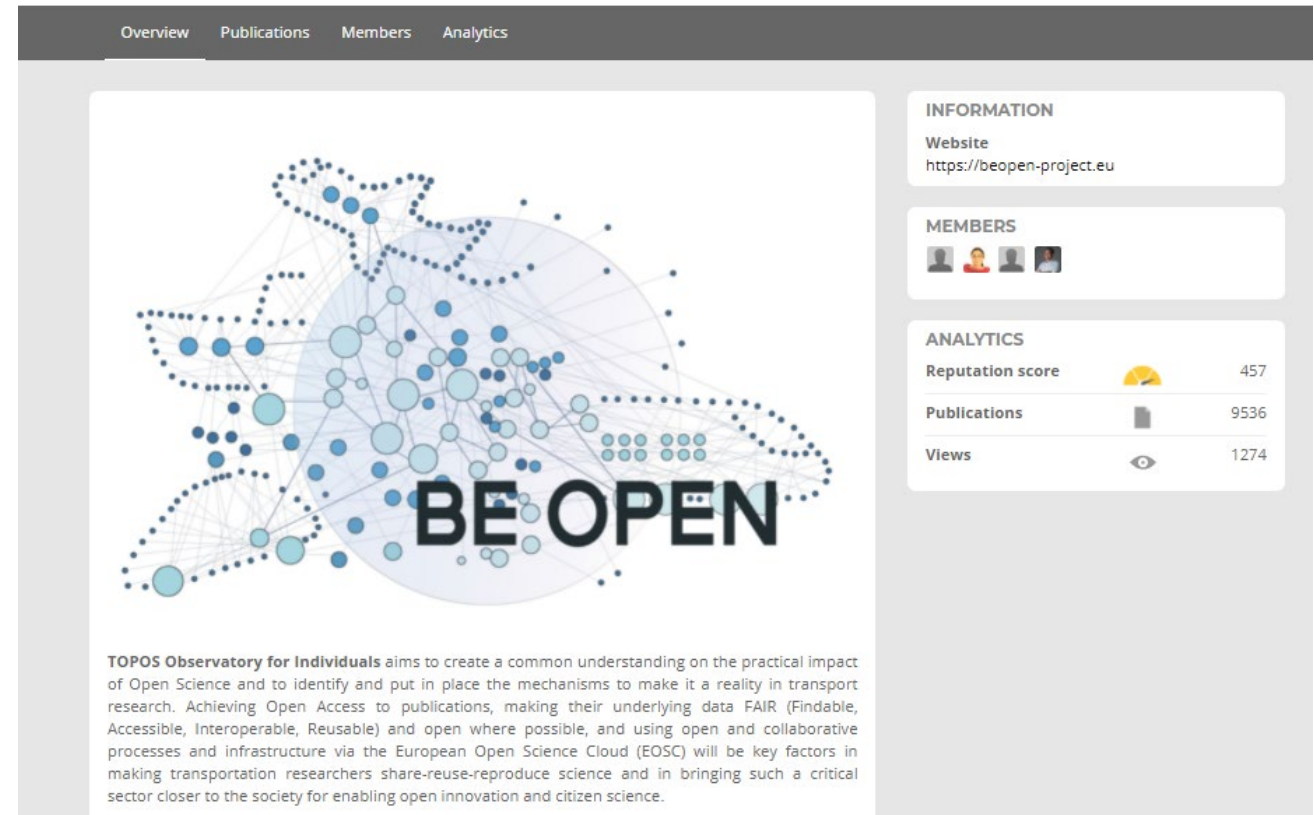 Overview Publications Members Analytics
BE OPEN
TOPOS Observatory for Individuals aims to create a common understanding on the practical impact
of Open Science and to identify and put in place the mechanisms to make it a reality in transport
research. Achieving Open Access to publications, making their underlying data FAIR (Findable,
Accessible, Interoperable, Reusable) and open where possible, and using open and collaborative
processes and infrastructure via the European Open Science Cloud (EOSC) will be key factors in
making transportation researchers share-reuse-reproduce science and in bringing such a critical
sector closer to the society for enabling open innovation and citizen science.
INFORMATION
Website
https://beopen-project.eu
MEMBERS
ANALYTICS
Reputation score 457
Publications 9536
Views 1274